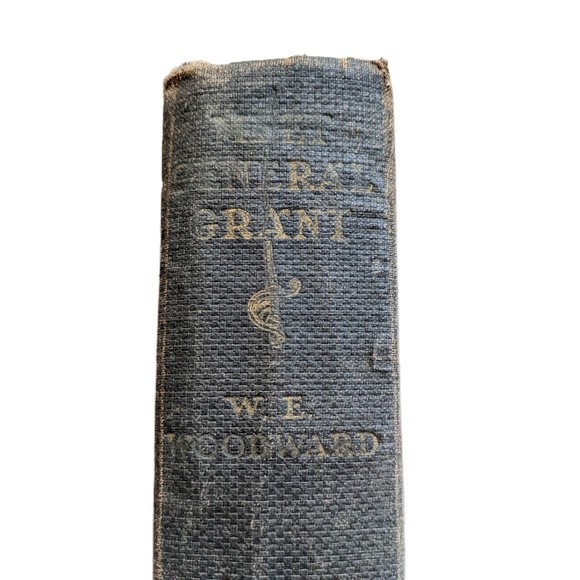 GENERAL
GRANT
W. E.
WOODWARD